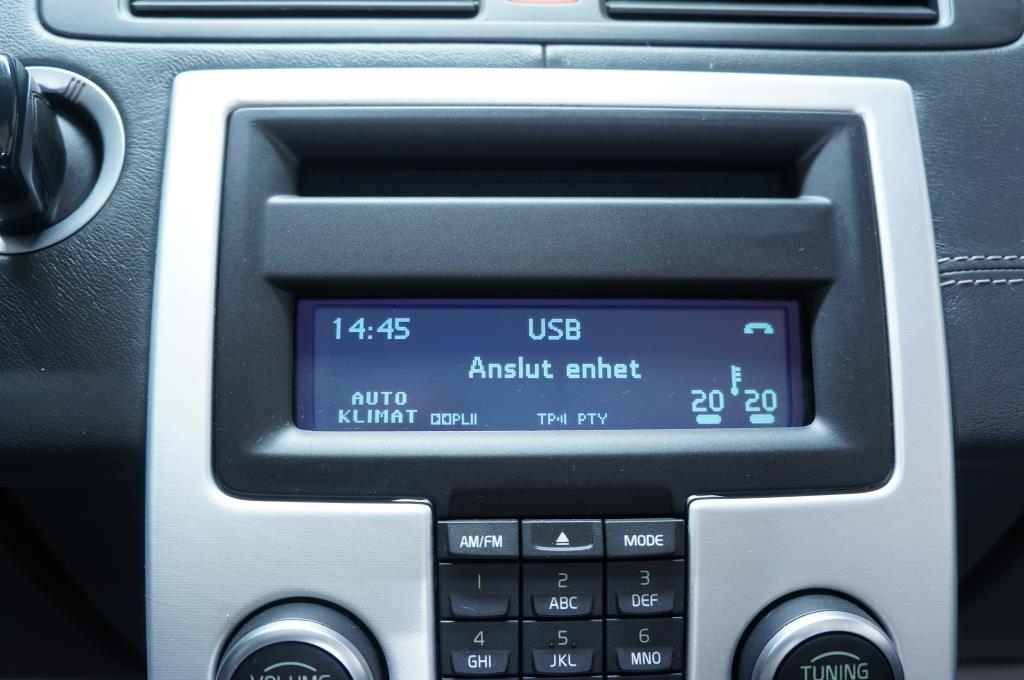 14:45 USB
Anslut enhet
AUTO 20 20
KLIMAT PLII TP PTY
AM/FM MODE
1 2 3
ABC DEF
4 5 6
GHI JKL MNO
VOLUME TUNING